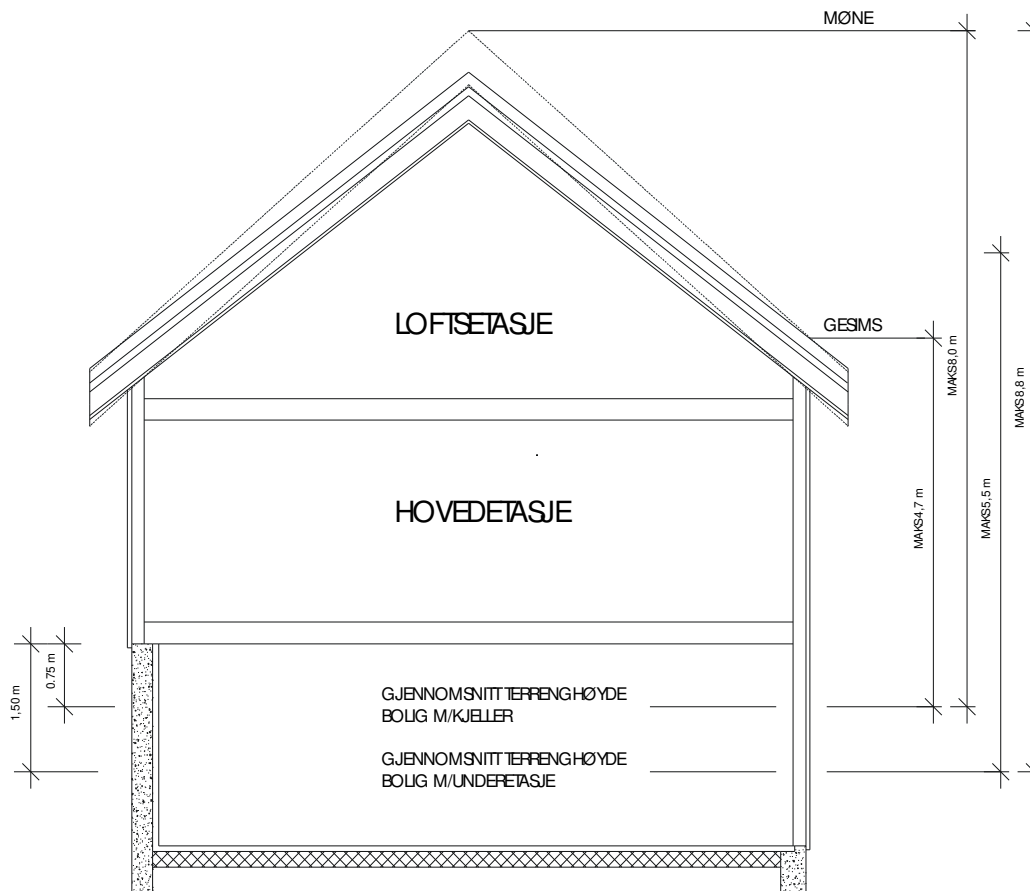 MØNE
LOFTSETASJE
GESIMS
MAKS 8,0 m
MAKS 8,8 m
HOVEDETASJE
MAKS 4,7 m
MAKS 5,5 m
0.75 m
1,50 m
GJENNOMSNITT TERRENGHØYDE
BOLIG M/KJELLER
GJENNOMSNITT TERRENGHØYDE
BOLIG M/UNDERETASJE